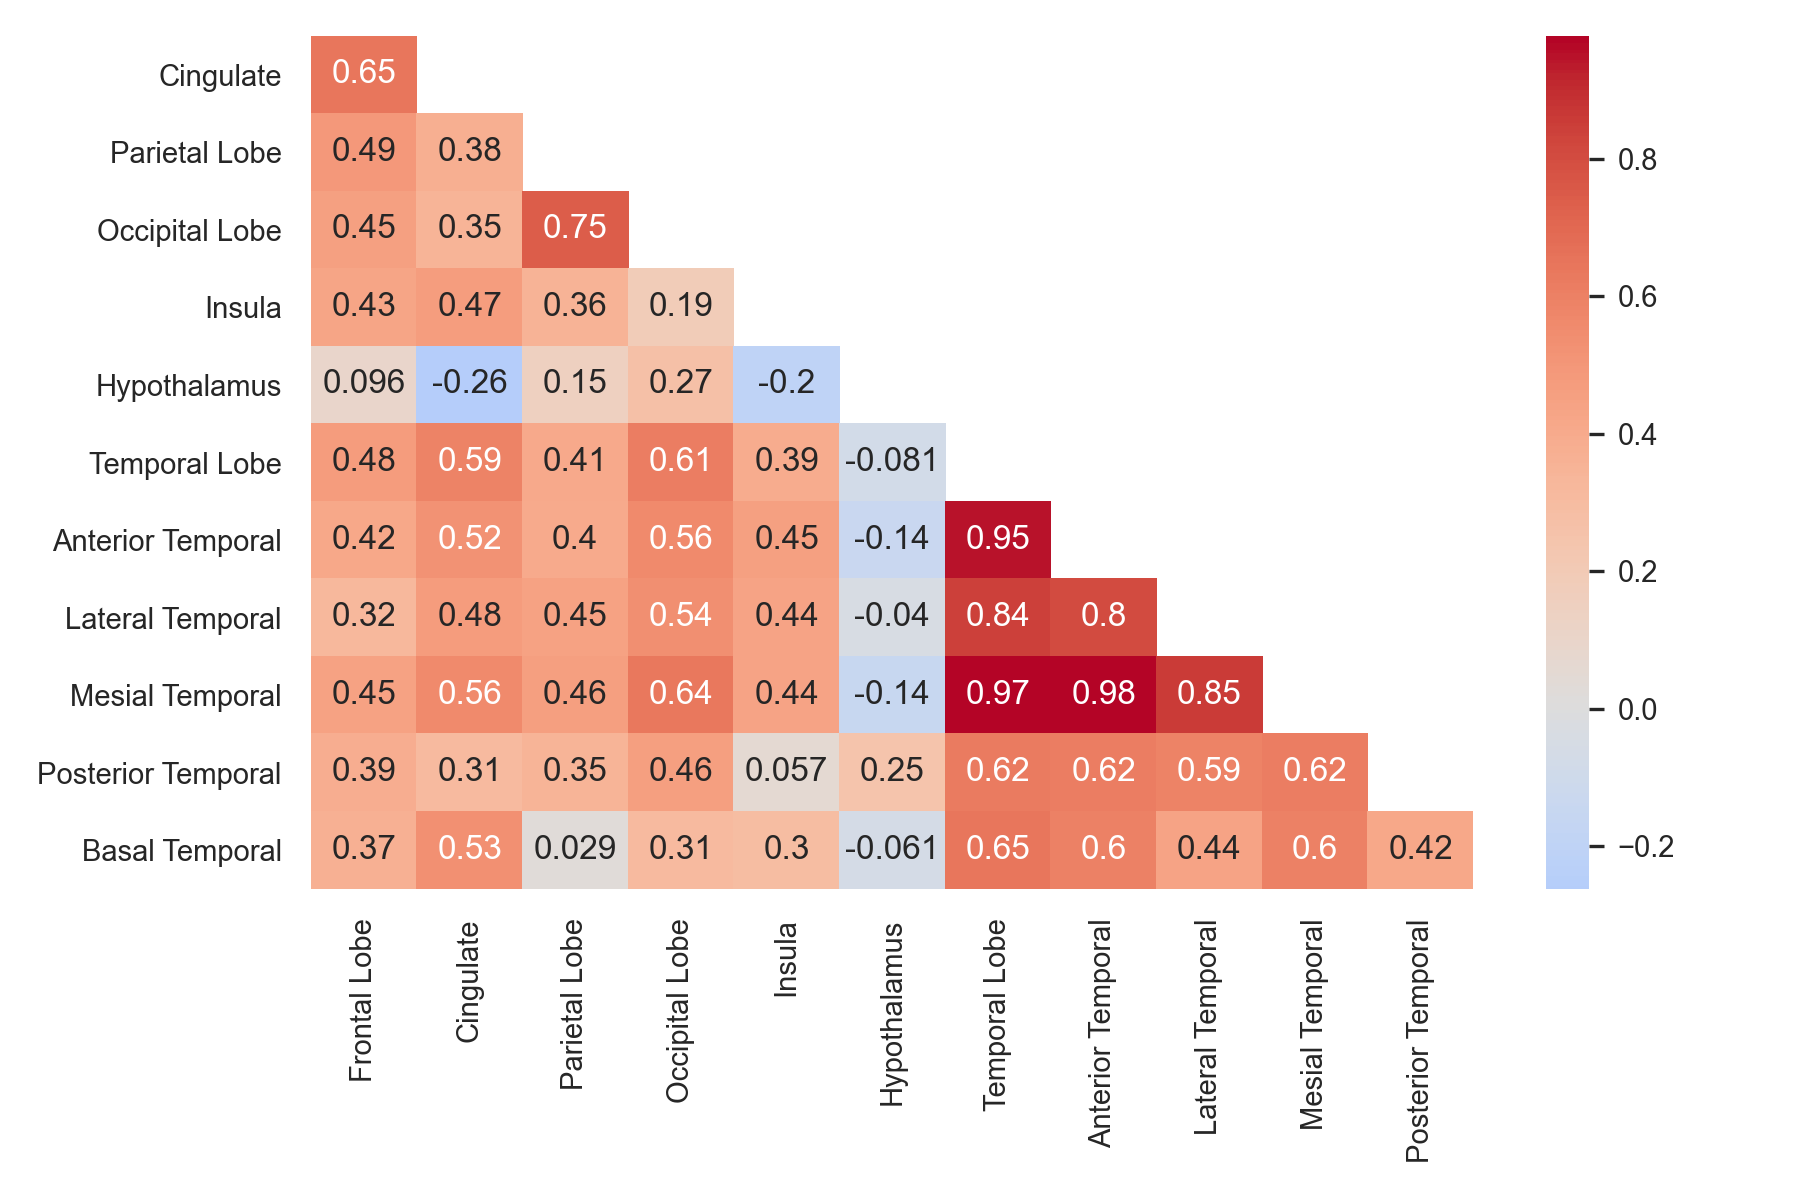 Cingulate 0.65
Parietal Lobe 0.49 0.38
Occipital Lobe 0.45 0.35 0.75
Insula 0.43 0.47 0.36 0.19
Hypothalamus 0.096 -0.26 0.15 0.27 -0.2
Temporal Lobe 0.48 0.59 0.41 0.61 0.39 -0.081
Anterior Temporal 0.42 0.52 0.4 0.56 0.45 -0.14 0.95
Lateral Temporal 0.32 0.48 0.45 0.54 0.44 -0.04 0.84 0.8
Mesial Temporal 0.45 0.56 0.46 0.64 0.44 -0.14 0.97 0.98 0.85
Posterior Temporal 0.39 0.31 0.35 0.46 0.057 0.25 0.62 0.62 0.59 0.62
Basal Temporal 0.37 0.53 0.029 0.31 0.3 -0.061 0.65 0.6 0.44 0.6 0.42
Frontal Lobe
Cingulate
Parietal Lobe
Occipital Lobe
Insula
Hypothalamus
Temporal Lobe
Anterior Temporal
Lateral Temporal
Mesial Temporal
Posterior Temporal
0.8
0.6
0.4
0.2
0.0
−0.2